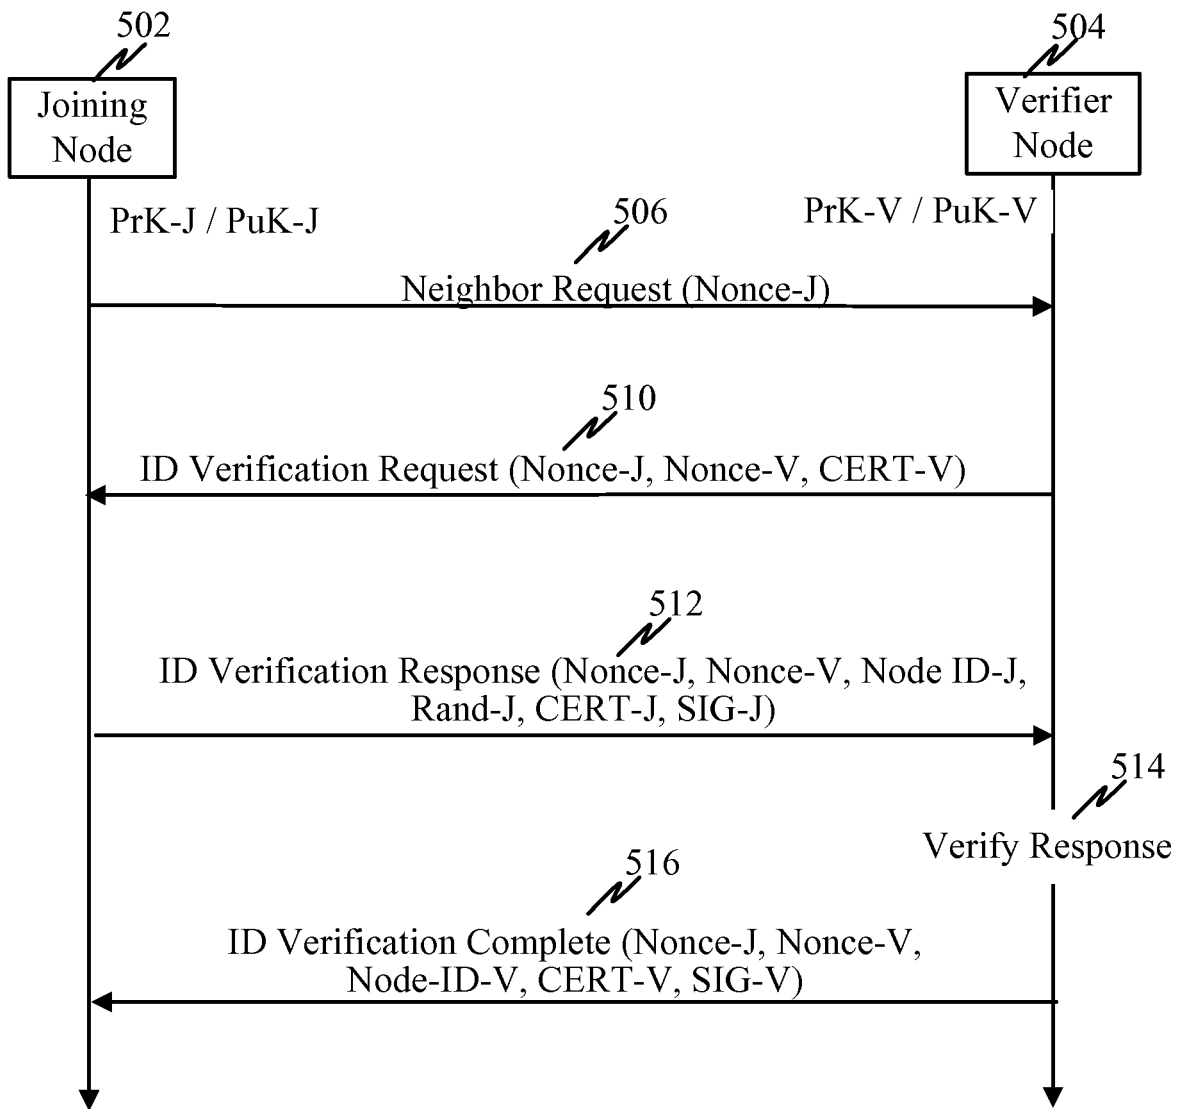 502
504
Joining
Node
Verifier
Node
PrK-J / PuK-J
PrK-V / PuK-V
506
Neighbor Request (Nonce-J)
510
ID Verification Request (Nonce-J, Nonce-V, CERT-V)
512
ID Verification Response (Nonce-J, Nonce-V, Node ID-J,
Rand-J, CERT-J, SIG-J)
514
Verify Response
516
ID Verification Complete (Nonce-J, Nonce-V,
Node-ID-V, CERT-V, SIG-V)